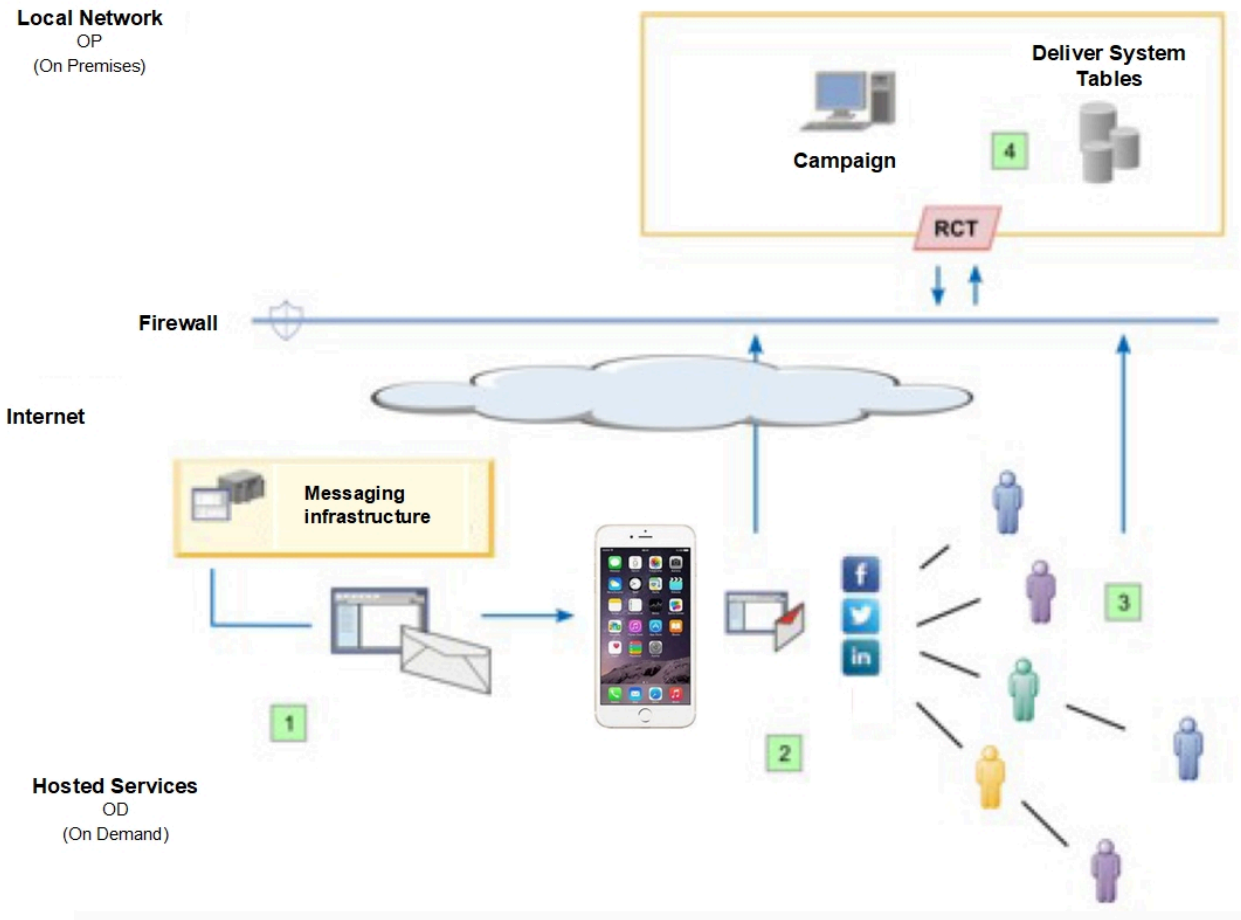 Local Network
OP
(On Premises)
Deliver System
Tables
Campaign
4
RCT
Firewall
Internet
Messaging
infrastructure
f
in
3
1
2
Hosted Services
OD
(On Demand)